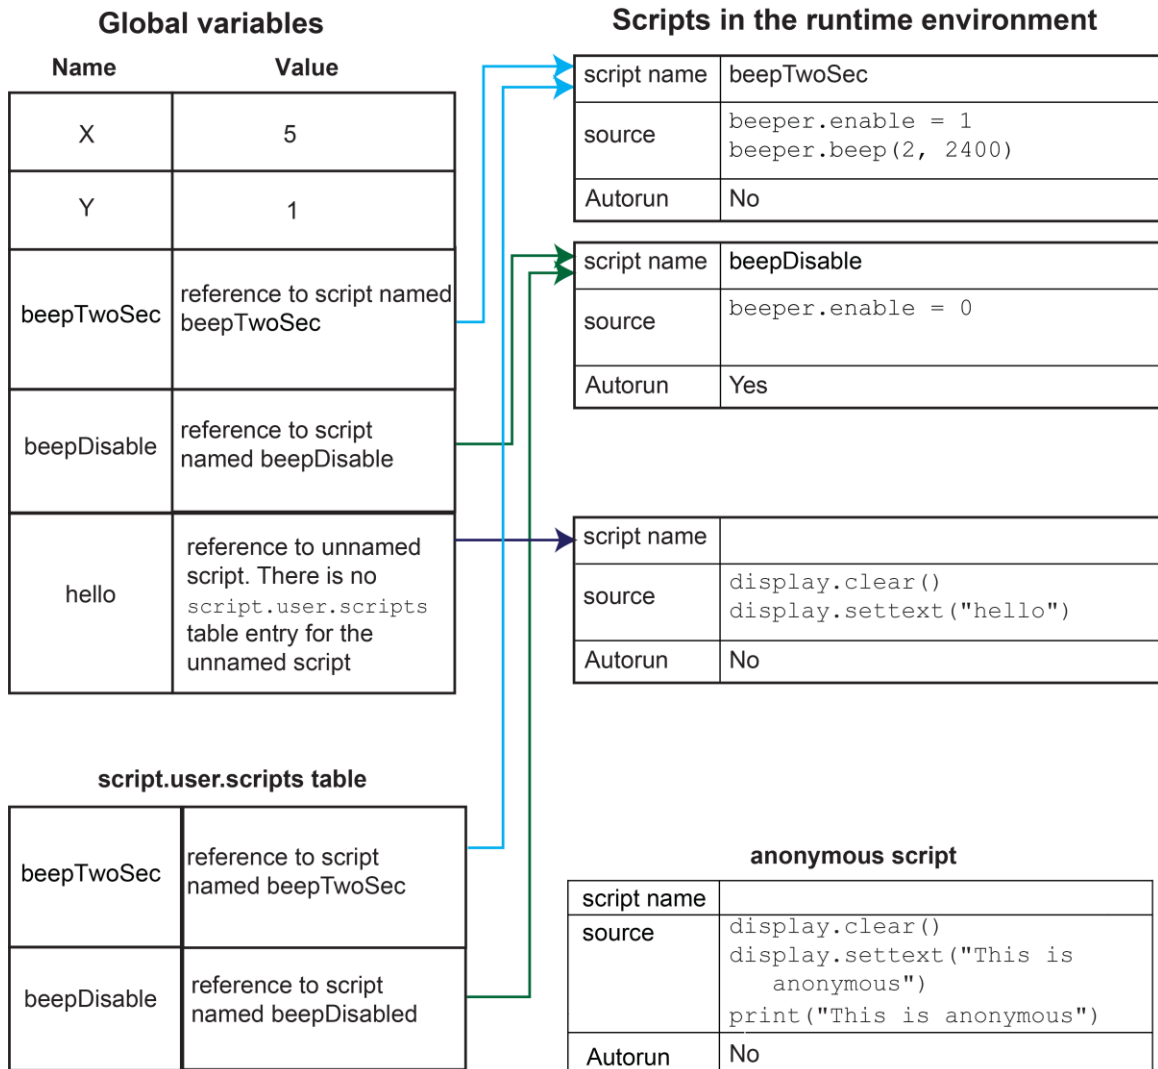 Global variables
Name Value
X 5
Y 1
beepTwoSec reference to script named
beepTwoSec
beepDisable reference to script
named beepDisable
hello reference to unnamed
script. There is no
script.user.scripts
table entry for the
unnamed script
script.user.scripts table
beepTwoSec reference to script
named beepTwoSec
beepDisable reference to script
named beepDisabled
Scripts in the runtime environment
script name beepTwoSec
source beeper.enable = 1
beeper.beep(2, 2400)
Autorun No
script name beepDisable
source beeper.enable = 0
Autorun Yes
script name
source display.clear()
display.settext("hello")
Autorun No
anonymous script
script name
source display.clear()
display.settext("This is
anonymous")
print("This is anonymous")
Autorun No